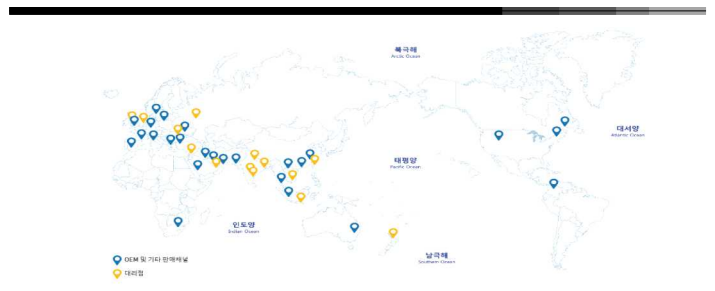 북극해
Arctic Ocean
대서양
Atlantic Ocean
태평양
Pacific Ocean
인도양
Indian Ocean
남극해
Southern Ocean
OEM 및 기타 판매채널
대리점